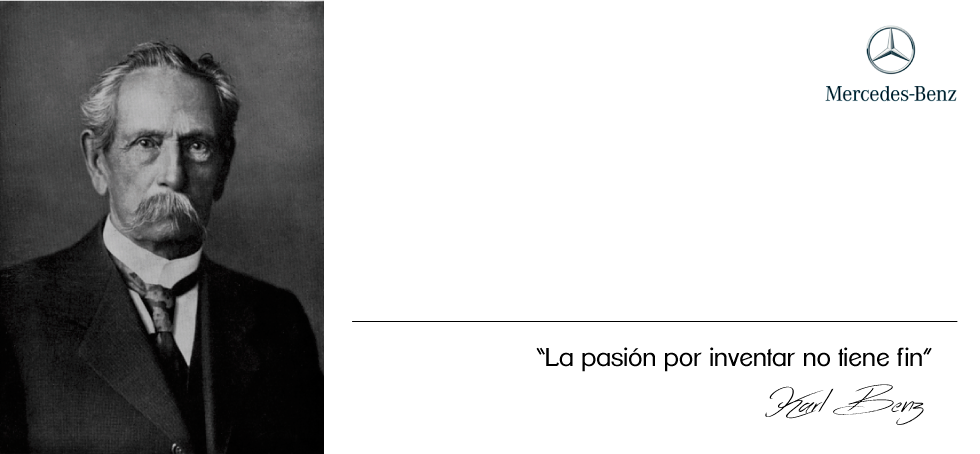 Mercedes-Benz
“La pasión por inventar no tiene fin”
Karl Benz